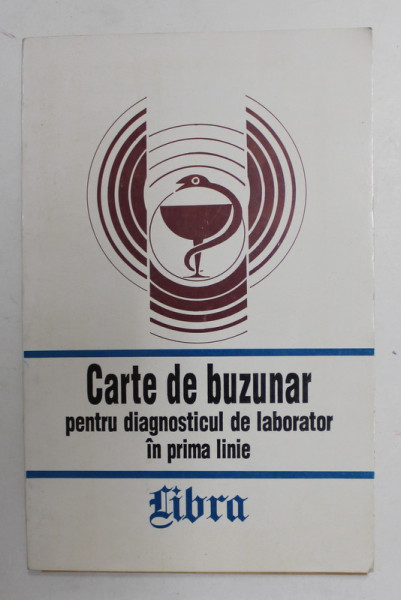 Carte de buzunar
pentru diagnosticul de laborator
în prima linie
Libra